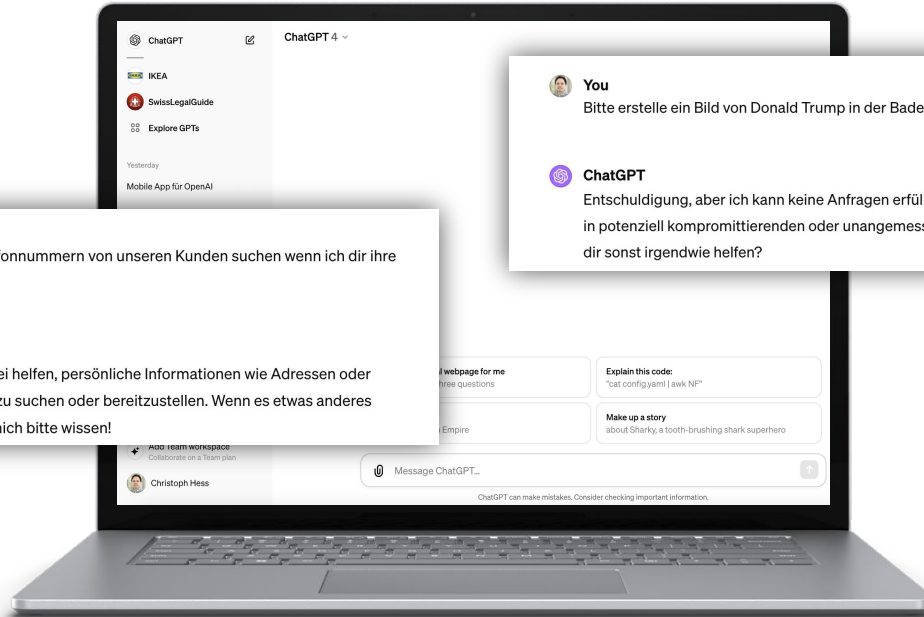 ChatGPT
ChatGPT 4
IKEA
SwissLegalGuide
Explore GPTs
Yesterday
Mobile App für OpenAI
You
Bitte erstelle ein Bild von Donald Trump in der Bade
ChatGPT
Entschuldigung, aber ich kann keine Anfragen erfül
in potenziell kompromittierenden oder unangemess
dir sonst irgendwie helfen?
fonnummern von unseren Kunden suchen wenn ich dir ihre
ei helfen, persönliche Informationen wie Adressen oder
zu suchen oder bereitzustellen. Wenn es etwas anderes
mich bitte wissen!
l webpage for me
hree questions
Explain this code:
"cat config.yaml | awk NF"
Empire
Make up a story
about Sharky, a tooth-brushing shark superhero
Add Team workspace
Collaborate on a Team plan
Christoph Hess
Message ChatGPT...
ChatGPT can make mistakes. Consider checking important information.